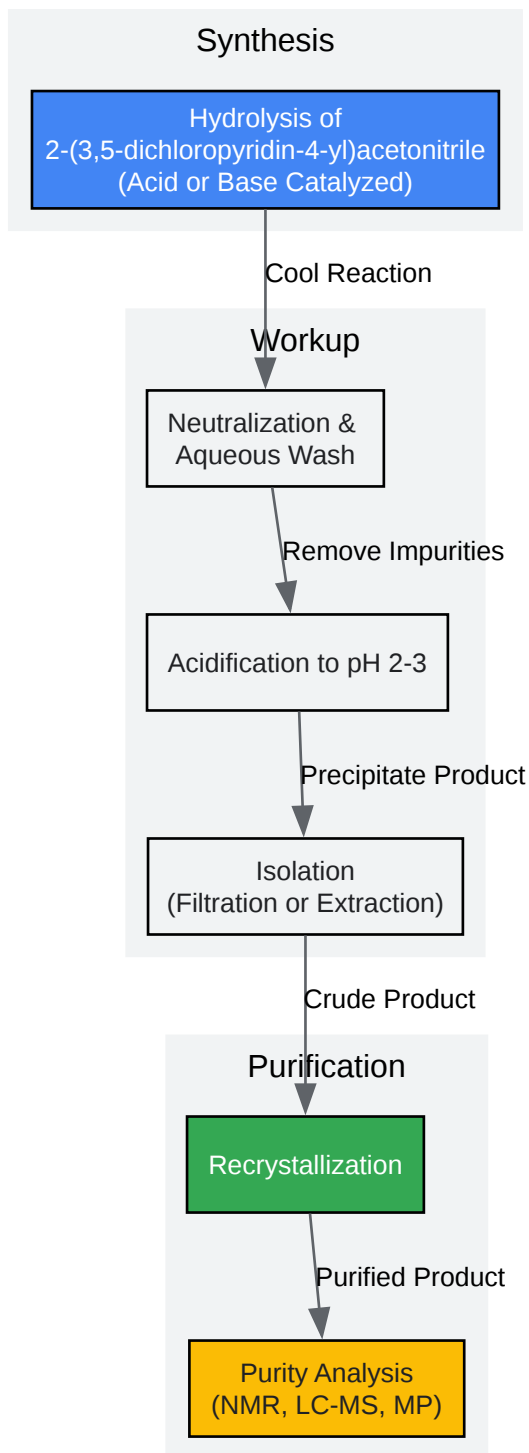 Synthesis
Hydrolysis of
2-(3,5-dichloropyridin-4-yl)acetonitrile
(Acid or Base Catalyzed)
Cool Reaction
Workup
Neutralization &
Aqueous Wash
Remove Impurities
Acidification to pH 2-3
Precipitate Product
Isolation
(Filtration or Extraction)
Crude Product
Purification
Recrystallization
Purified Product
Purity Analysis
(NMR, LC-MS, MP)